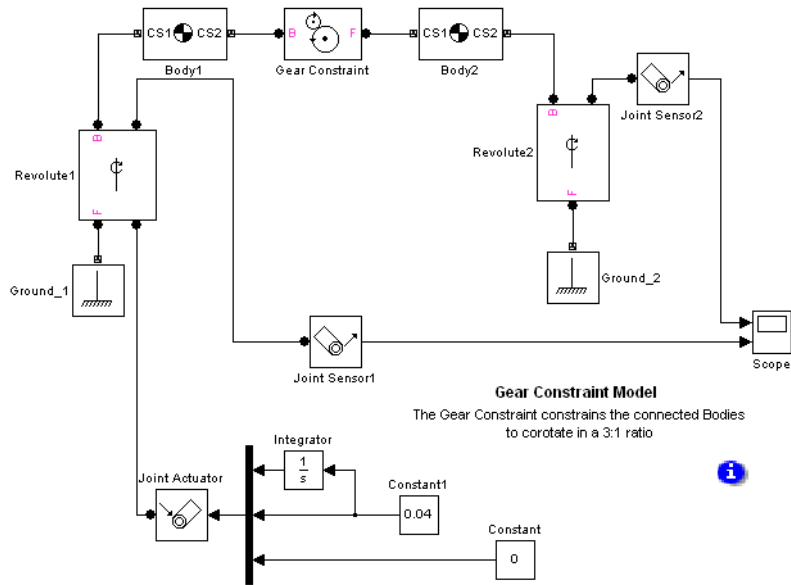 CS1 CS2
Body1
B F
Gear Constraint
CS1 CS2
Body2
Joint Sensor2
B
F
Revolute1
B
F
Revolute2
Ground_1
Ground_2
Joint Sensor1
Scope
Gear Constraint Model
The Gear Constraint constrains the connected Bodies
to corotate in a 3:1 ratio
i
Integrator
1
s
Joint Actuator
Constant1
0.04
Constant
0